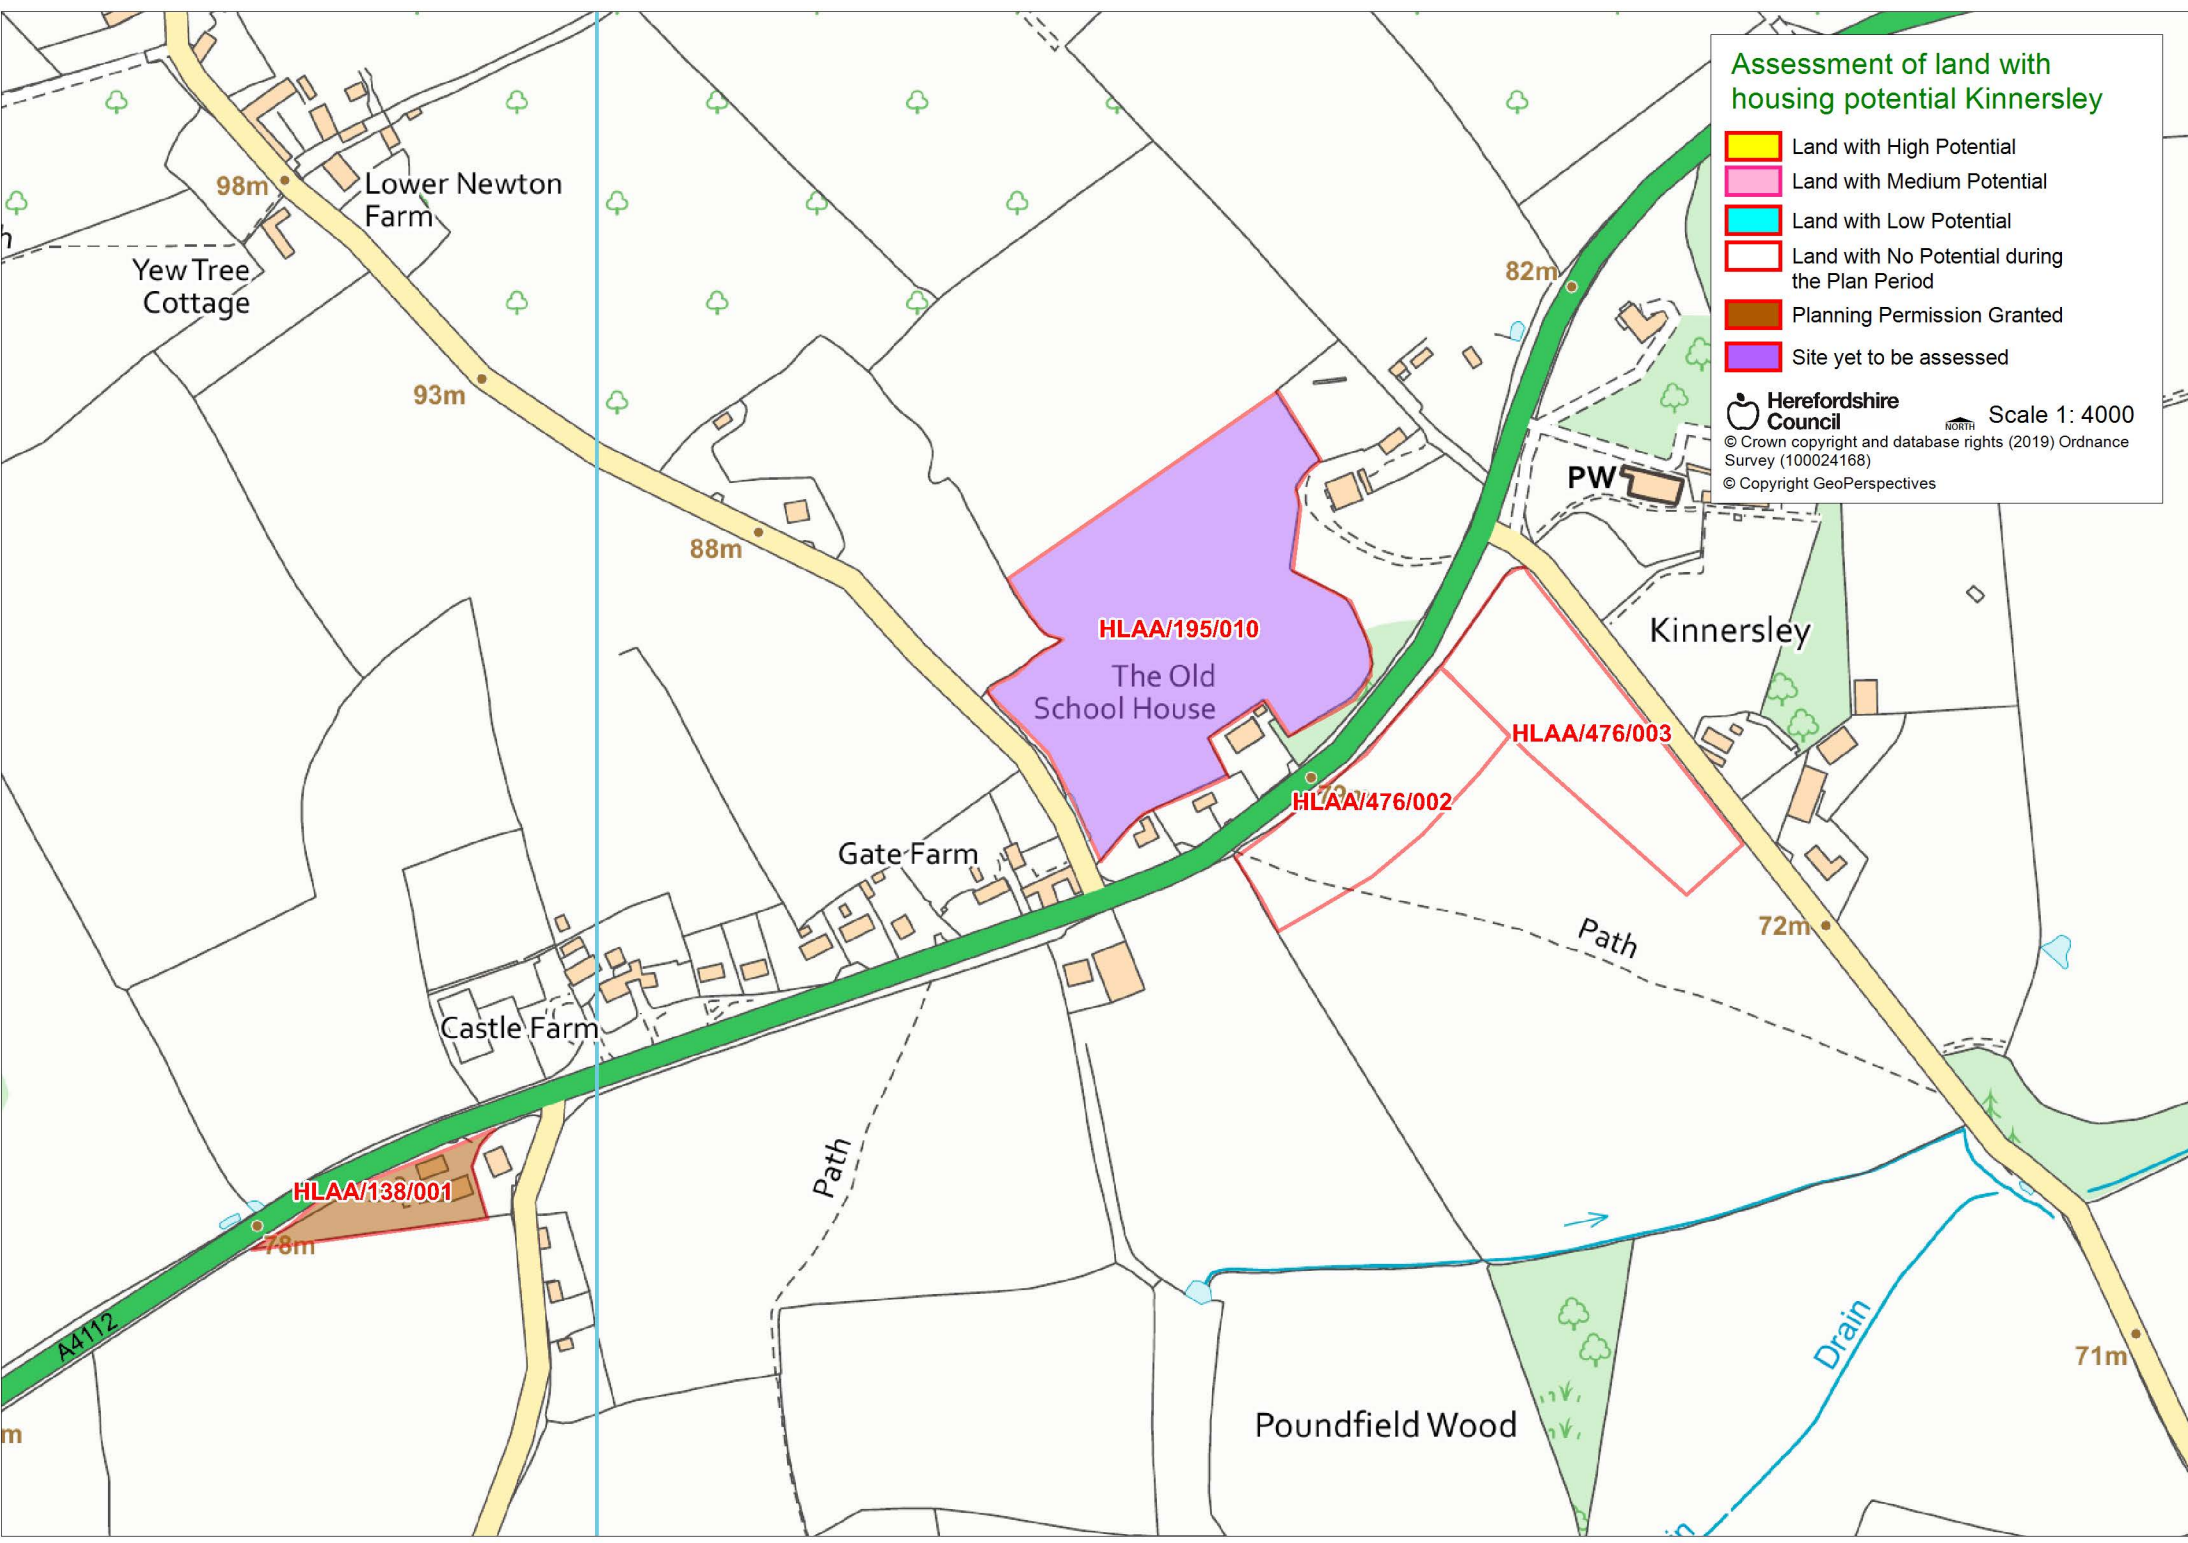 Assessment of land with
housing potential Kinnersley
Land with High Potential
Land with Medium Potential
Land with Low Potential
Land with No Potential during
the Plan Period
Planning Permission Granted
Site yet to be assessed
Herefordshire
Council
NORTH
Scale 1: 4000
© Crown copyright and database rights (2019) Ordnance
Survey (100024168)
© Copyright GeoPerspectives
98m
Lower Newton
Farm
h
Yew Tree
Cottage
82m
93m
PW
88m
HLAA/195/010
Kinnersley
The Old
School House
HLAA/476/003
HLAA/476/002
Gate Farm
72m
Path
Castle Farm
Path
HLAA/138/001
78m
A4112
Drain
71m
Poundfield Wood
m
in